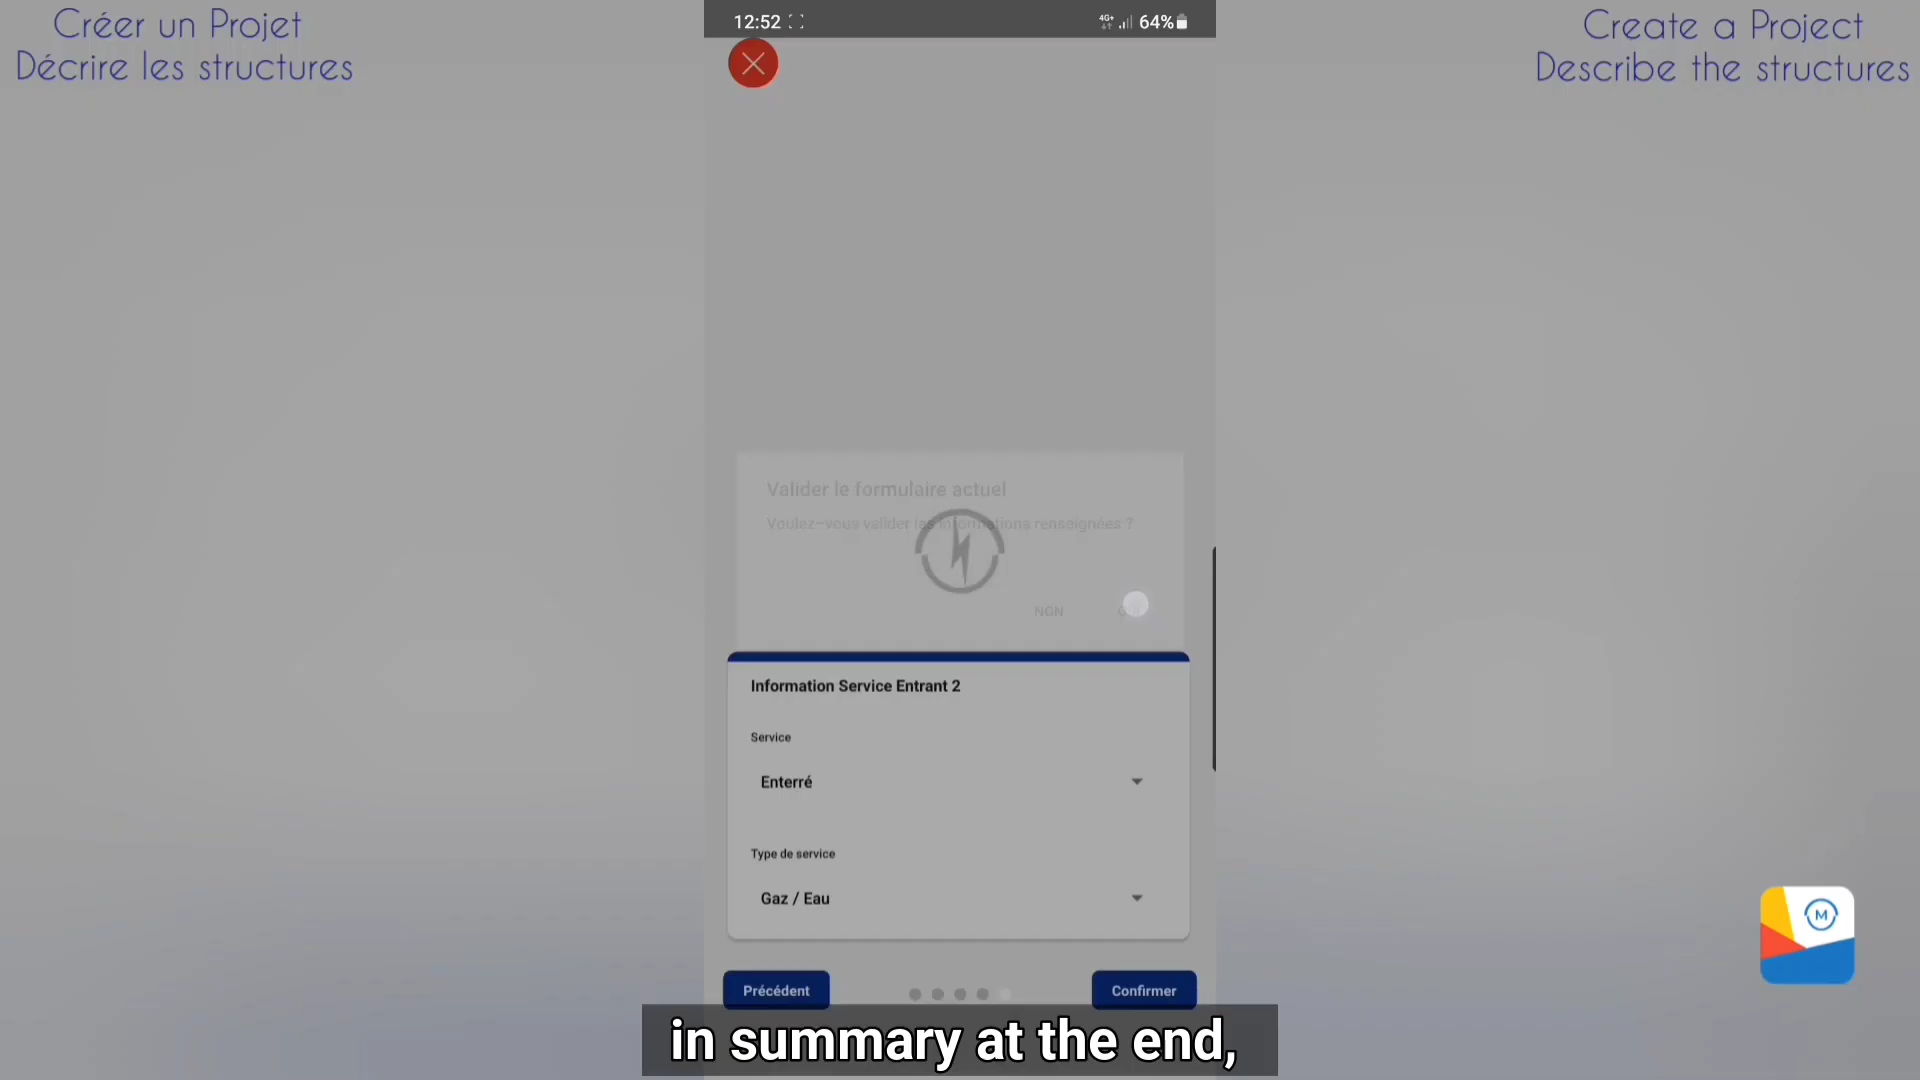 Créer un Projet
Décrire les structures
Create a Project
Describe the structures
12:52
4G+
64%
Valider le formulaire actuel
Voulez-vous valider les informations renseignées ?
NON
Information Service Entrant 2
Service
Enterré
Type de service
Gaz / Eau
Précédent
Confirmer
M
in summary at the end,